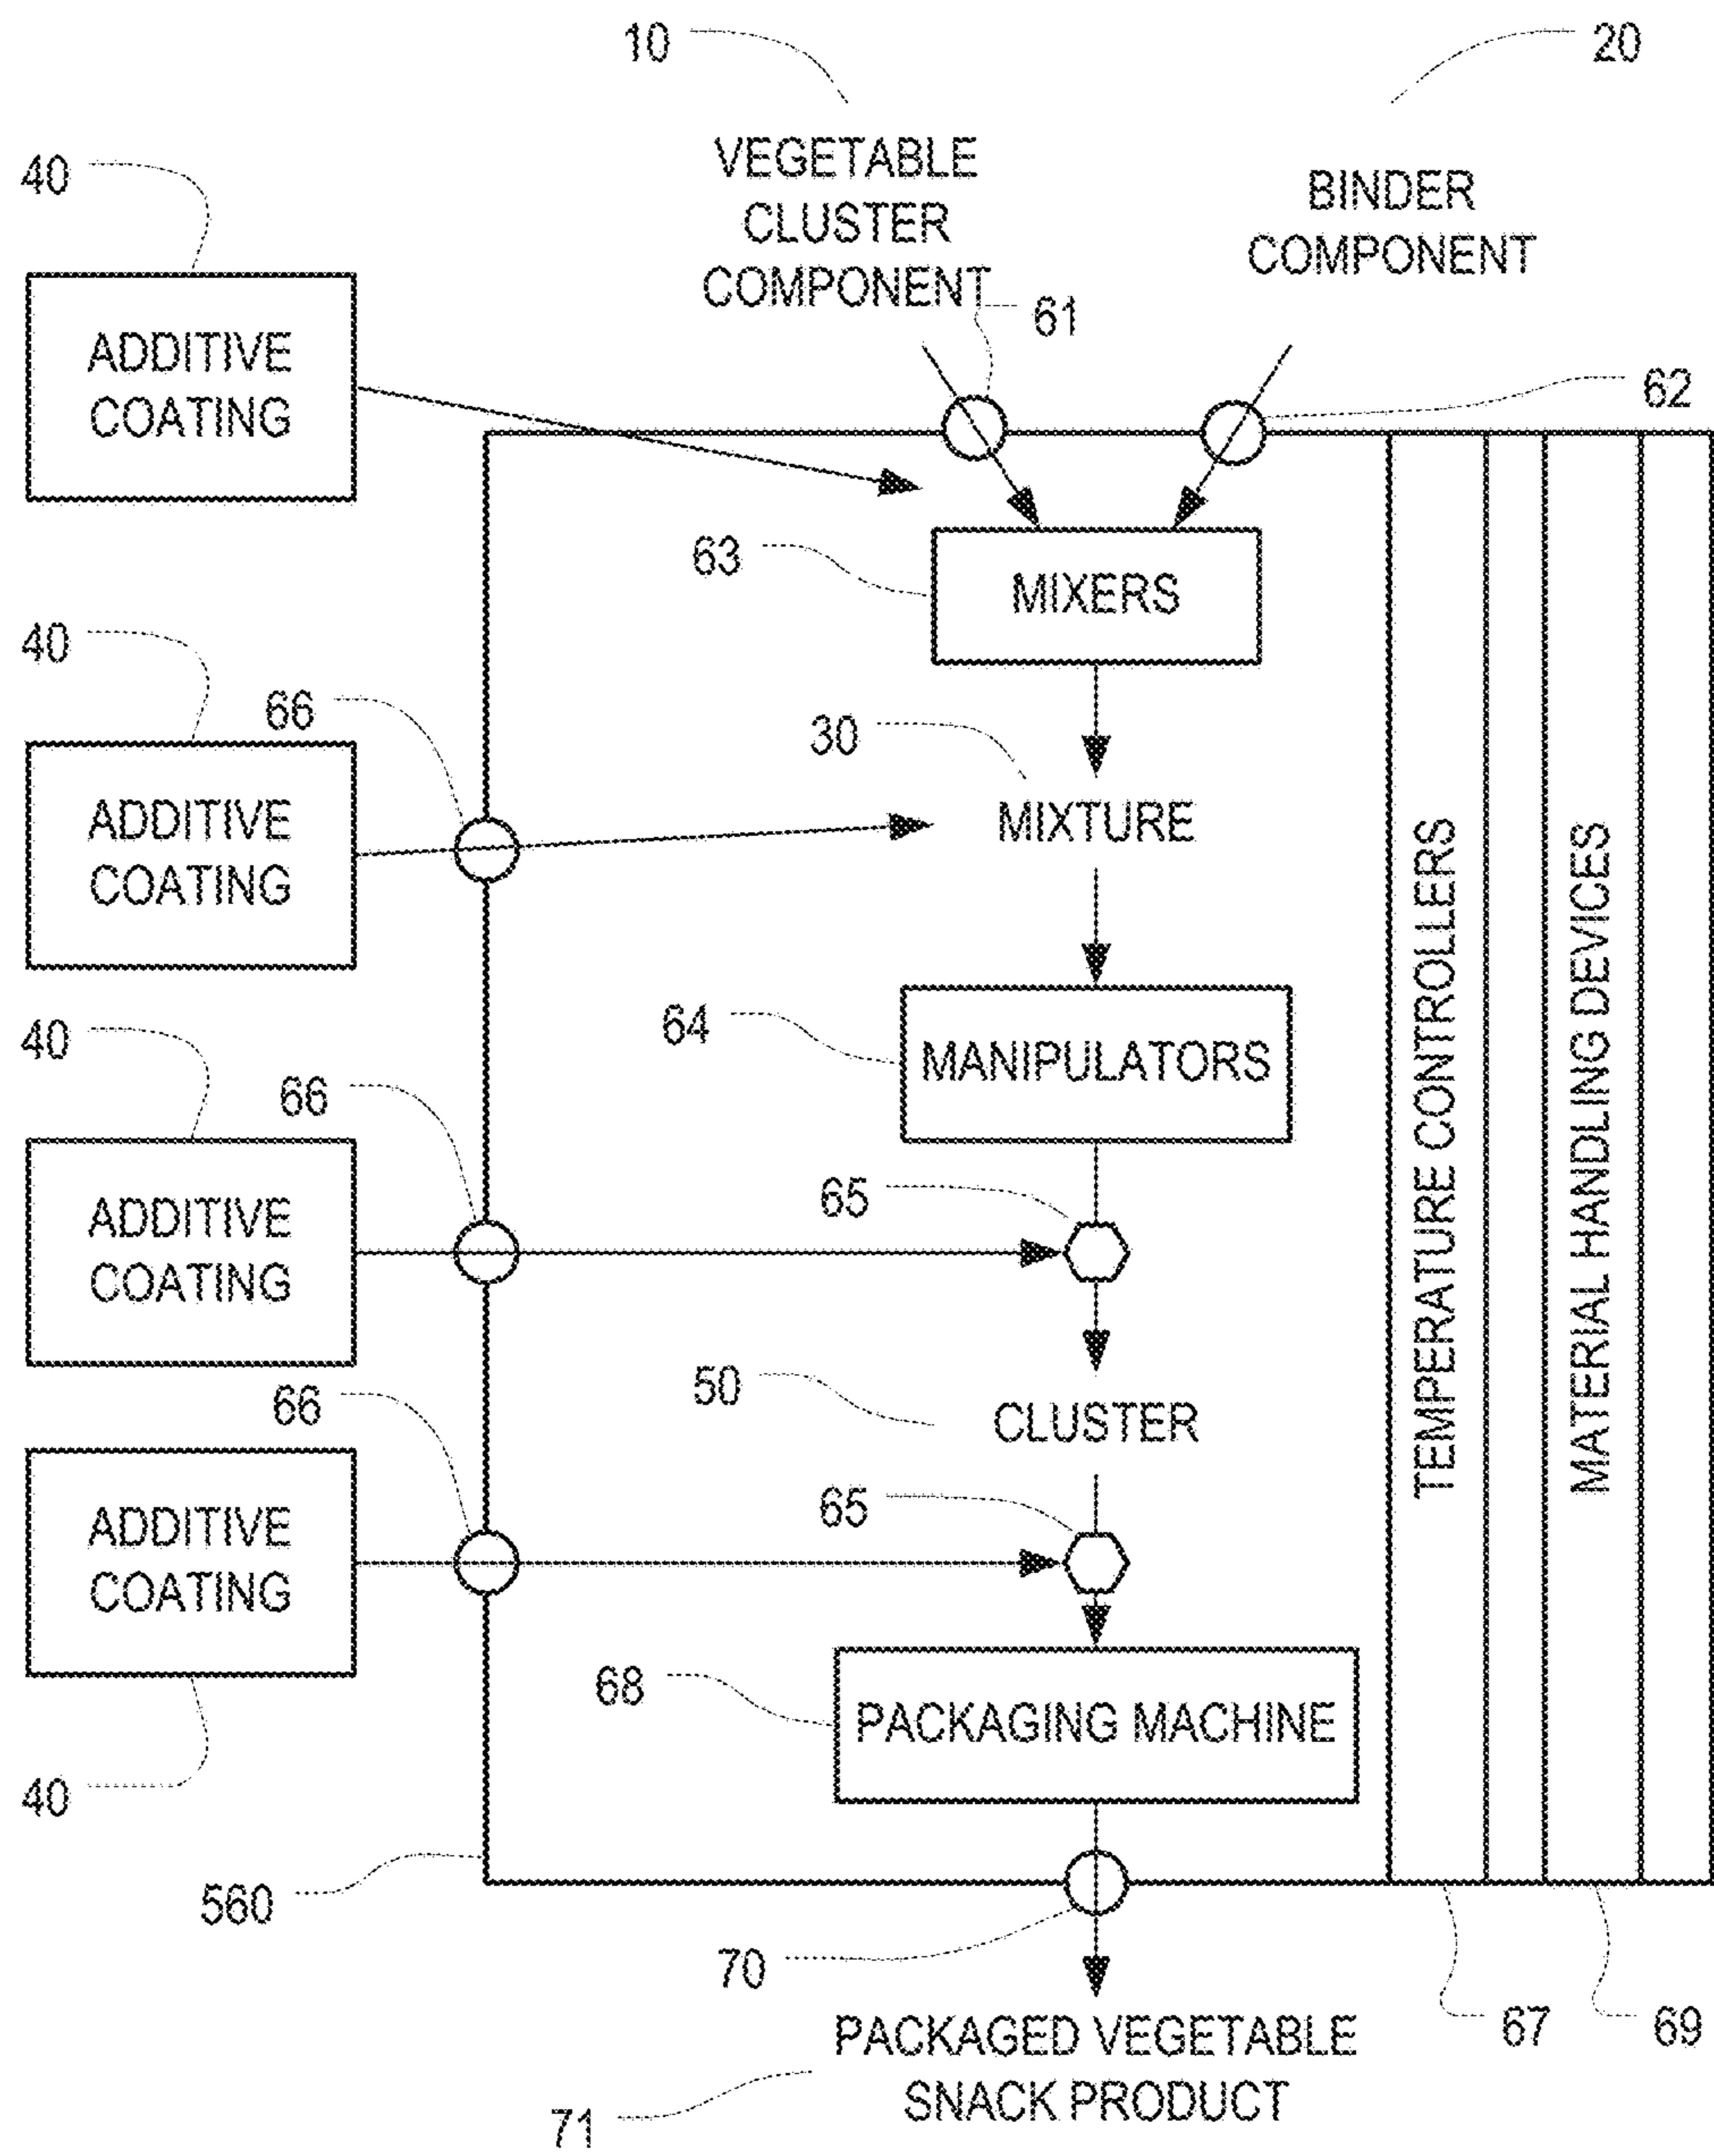 10
20
VEGETABLE
CLUSTER
COMPONENT
BINDER
COMPONENT
40
ADDITIVE
COATING
61
62
63
MIXERS
40
66
ADDITIVE
COATING
30
MIXTURE
64
MANIPULATORS
40
66
ADDITIVE
COATING
65
50
CLUSTER
66
ADDITIVE
COATING
65
40
68
PACKAGING MACHINE
TEMPERATURE CONTROLLERS
MATERIAL HANDLING DEVICES
560
70
67
69
PACKAGED VEGETABLE
SNACK PRODUCT
71